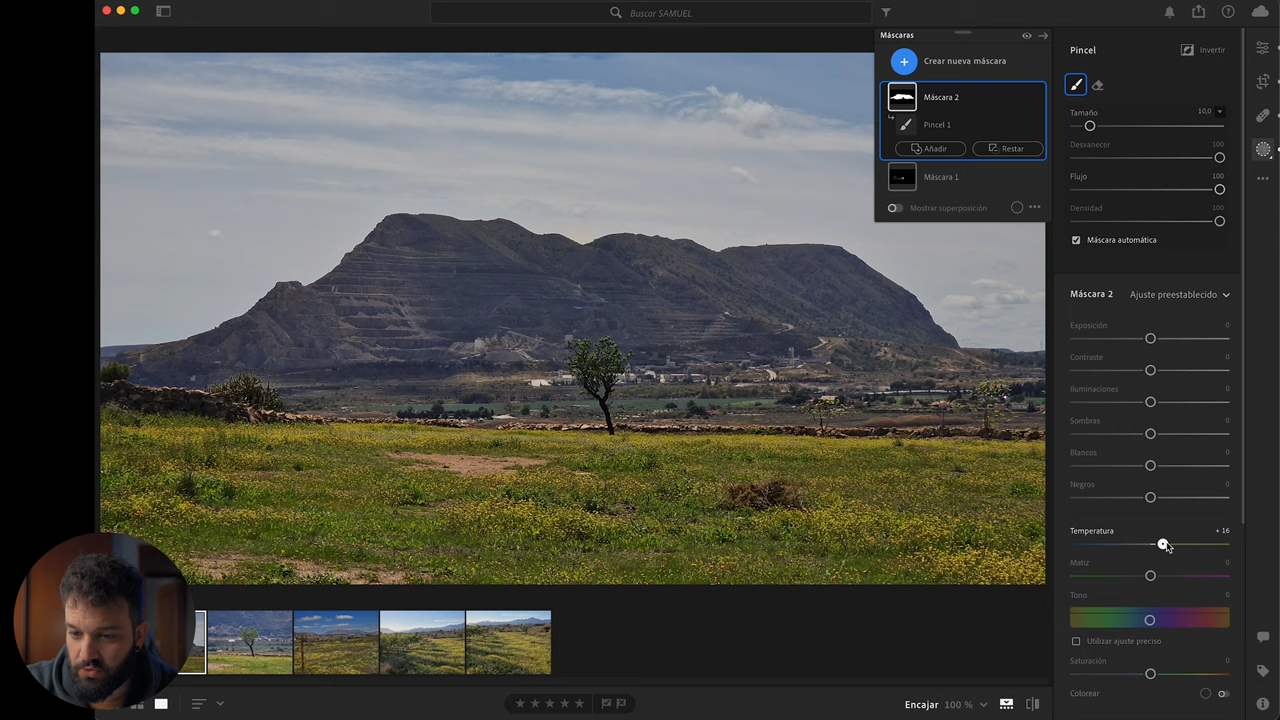 Buscar SAMUEL
Máscaras
Crear nueva máscara
Máscara 2
Pincel 1
Añadir
Restar
Máscara 1
Mostrar superposición
Pincel
Invertir
Tamaño 10,0
Desvanecer 100
Flujo 100
Densidad 100
Máscara automática
Máscara 2 Ajuste preestablecido
Exposición 0
Contraste 0
Iluminaciones 0
Sombras 0
Blancos 0
Negros 0
Temperatura + 16
Matiz 0
Tono 0
Utilizar ajuste preciso
Saturación 0
Colorear
Encajar 100 %